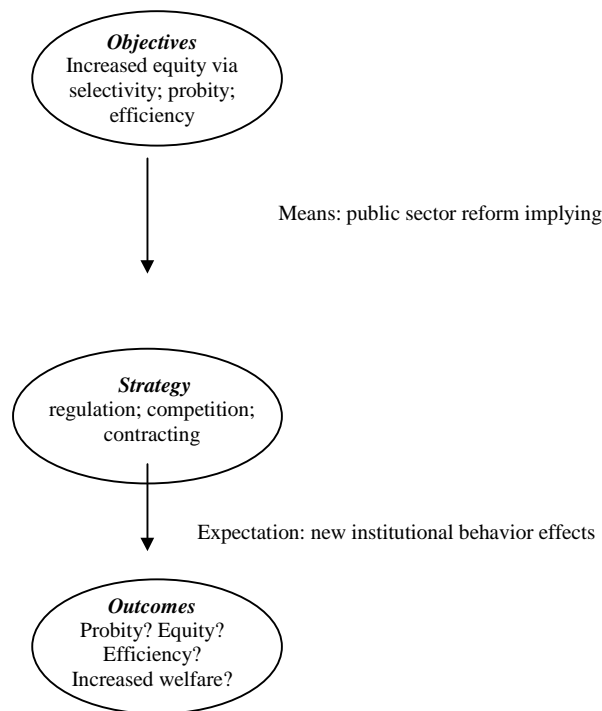 Objectives
Increased equity via
selectivity; probity;
efficiency
Means: public sector reform implying
Strategy
regulation; competition;
contracting
Expectation: new institutional behavior effects
Outcomes
Probity? Equity?
Efficiency?
Increased welfare?